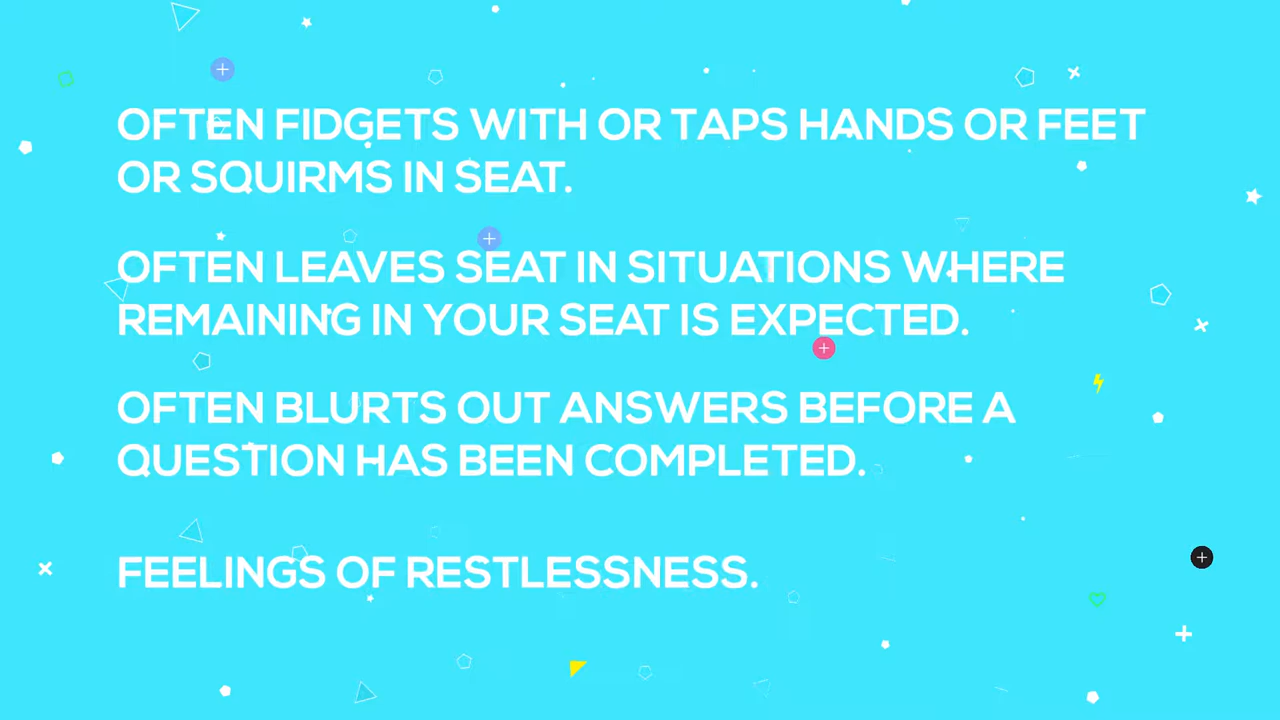 OFTEN FIDGETS WITH OR TAPS HANDS OR FEET
OR SQUIRMS IN SEAT.
OFTEN LEAVES SEAT IN SITUATIONS WHERE
REMAINING IN YOUR SEAT IS EXPECTED.
OFTEN BLURTS OUT ANSWERS BEFORE A
QUESTION HAS BEEN COMPLETED.
FEELINGS OF RESTLESSNESS.